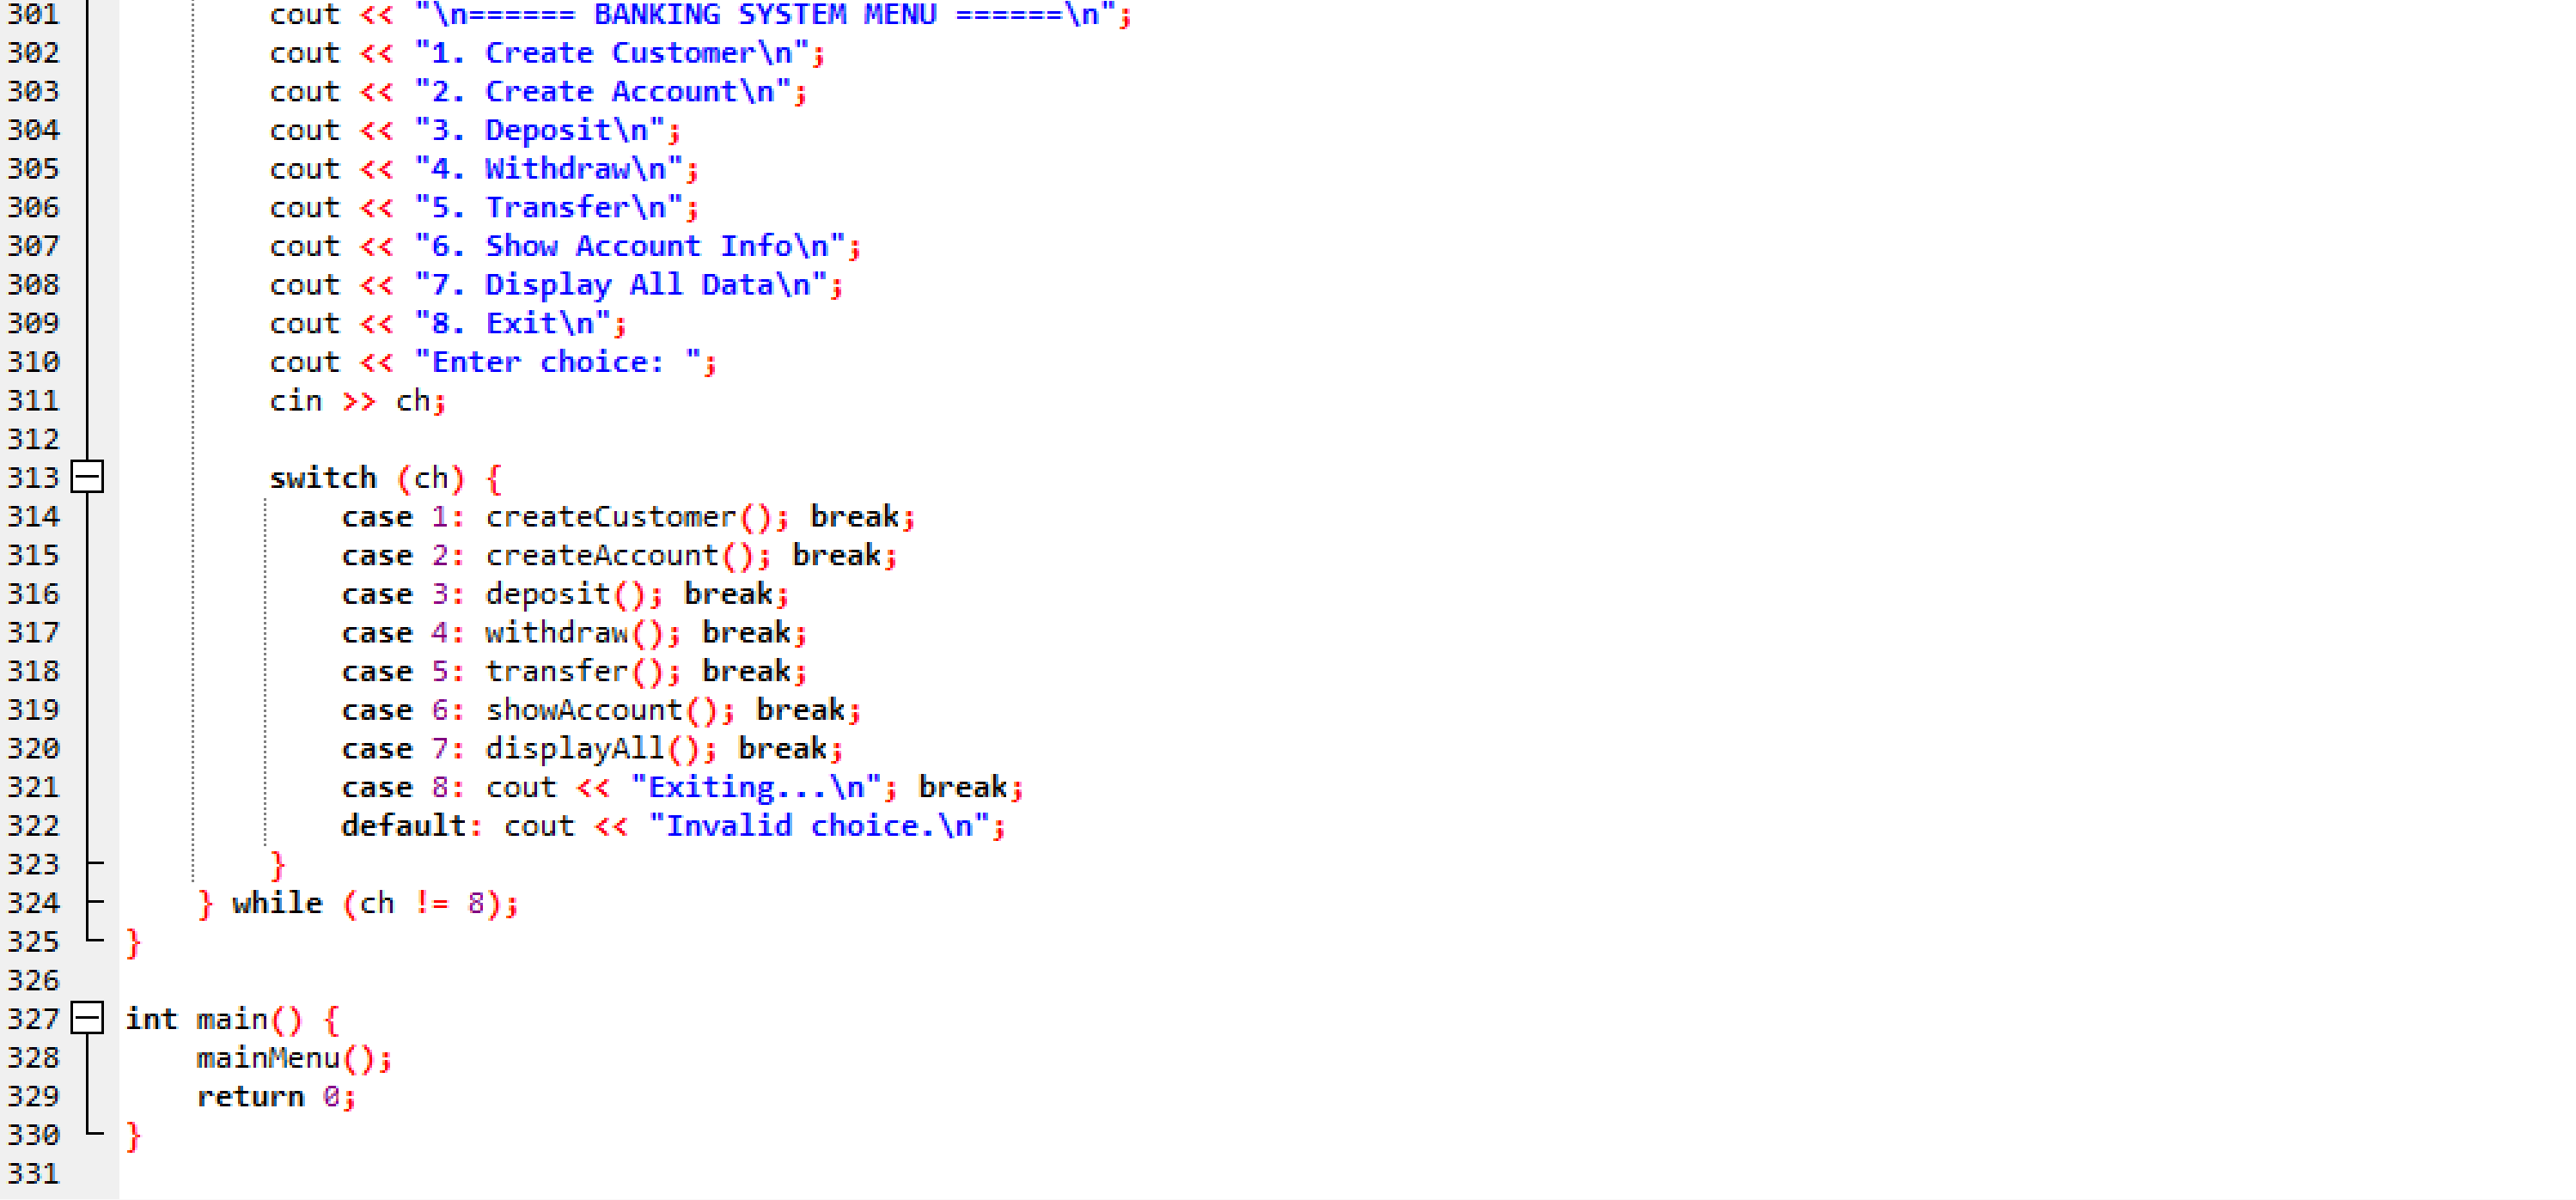 301 cout << "\n====== BANKING SYSTEM MENU ======\n";
302 cout << "1. Create Customer\n";
303 cout << "2. Create Account\n";
304 cout << "3. Deposit\n";
305 cout << "4. Withdraw\n";
306 cout << "5. Transfer\n";
307 cout << "6. Show Account Info\n";
308 cout << "7. Display All Data\n";
309 cout << "8. Exit\n";
310 cout << "Enter choice: ";
311 cin >> ch;
312
313 switch (ch) {
314 case 1: createCustomer(); break;
315 case 2: createAccount(); break;
316 case 3: deposit(); break;
317 case 4: withdraw(); break;
318 case 5: transfer(); break;
319 case 6: showAccount(); break;
320 case 7: displayAll(); break;
321 case 8: cout << "Exiting...\n"; break;
322 default: cout << "Invalid choice.\n";
323 }
324 } while (ch != 8);
325 }
326
327 int main() {
328 mainMenu();
329 return 0;
330 }
331